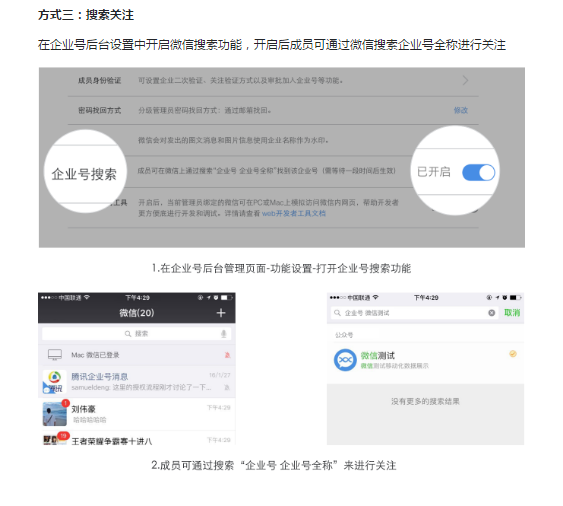 方式三：搜索关注
在企业号后台设置中开启微信搜索功能，开启后成员可通过微信搜索企业号全称进行关注
成员身份验证 可设置企业二次验证、关注验证方式以及审批加入企业号等功能。
密码找回方式 分级管理员密码找回方式：通过邮箱找回。 修改
微信会对发出的图文消息和图片信息使用企业名称作为水印。
企业号搜索 成员可在微信上通过搜索“企业号 企业号全称”找到该企业号（需等待一段时间后生效） 已开启
工具 开启后，当前管理员绑定的微信可在PC或Mac上模拟访问微信内网页，帮助开发者
更方便进行开发和调试。详情请查看 web开发者工具文档
1.在企业号后台管理页面-功能设置-打开企业号搜索功能
中国联通 下午4:29
微信(20) +
搜索
Mac 微信已登录
腾讯企业号消息 16/1/27
samueldeng: 这里的授权流程刚才讨论了一下...
1
刘伟豪 下午4:28
哈哈哈哈哈
19
王者荣耀争霸赛十进八 下午4:28
中国联通 下午4:29
企业号 微信测试 取消
公众号
微信测试
微信测试移动化数据展示
没有更多的搜索结果
2.成员可通过搜索“企业号 企业号全称”来进行关注